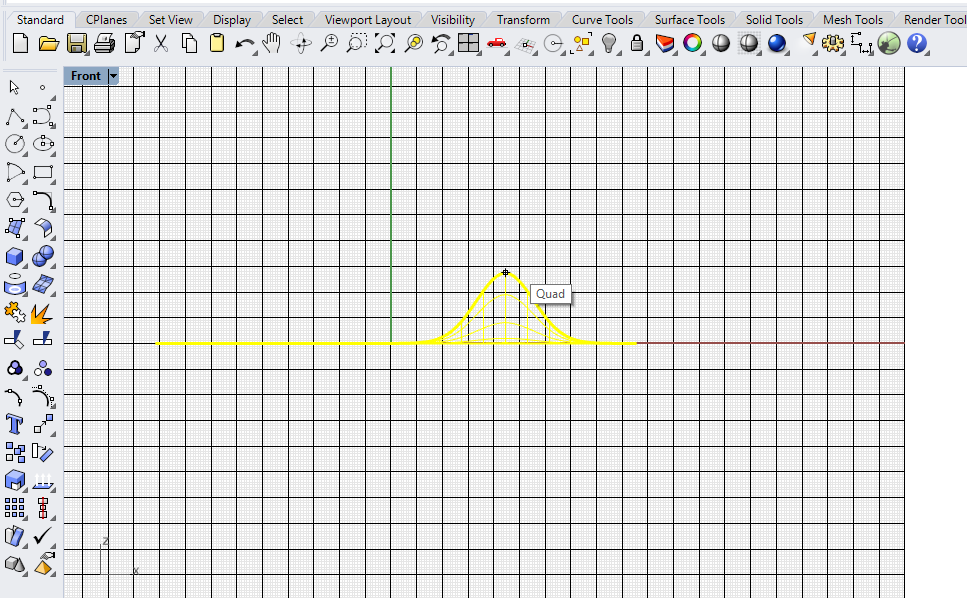 Standard CPlanes Set View Display Select Viewport Layout Visibility Transform Curve Tools Surface Tools Solid Tools Mesh Tools Render Tool
Front
Quad
z
x